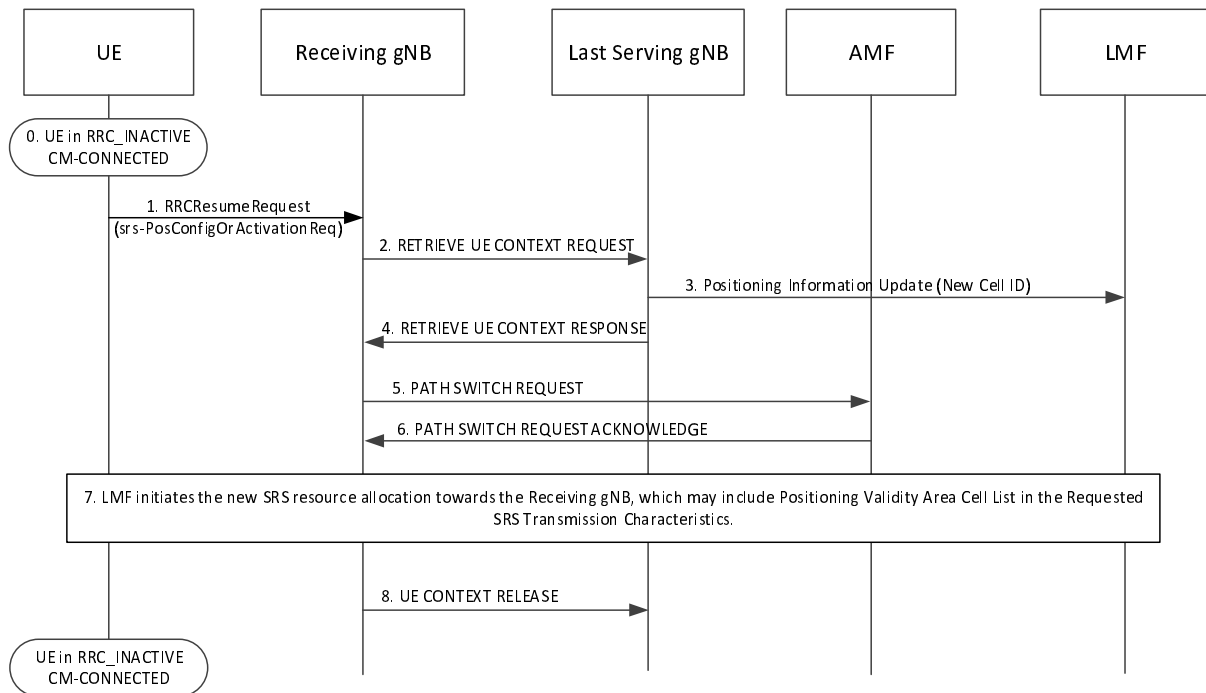 UE
Receiving gNB
Last Serving gNB
AMF
LMF
0. UE in RRC_INACTIVE
CM-CONNECTED
1. RRCResumeRequest
(srs-PosConfigOrActivationReq)
2. RETRIEVE UE CONTEXT REQUEST
3. Positioning Information Update (New Cell ID)
4. RETRIEVE UE CONTEXT RESPONSE
5. PATH SWITCH REQUEST
6. PATH SWITCH REQUEST ACKNOWLEDGE
7. LMF initiates the new SRS resource allocation towards the Receiving gNB, which may include Positioning Validity Area Cell List in the Requested
SRS Transmission Characteristics.
8. UE CONTEXT RELEASE
UE in RRC_INACTIVE
CM-CONNECTED